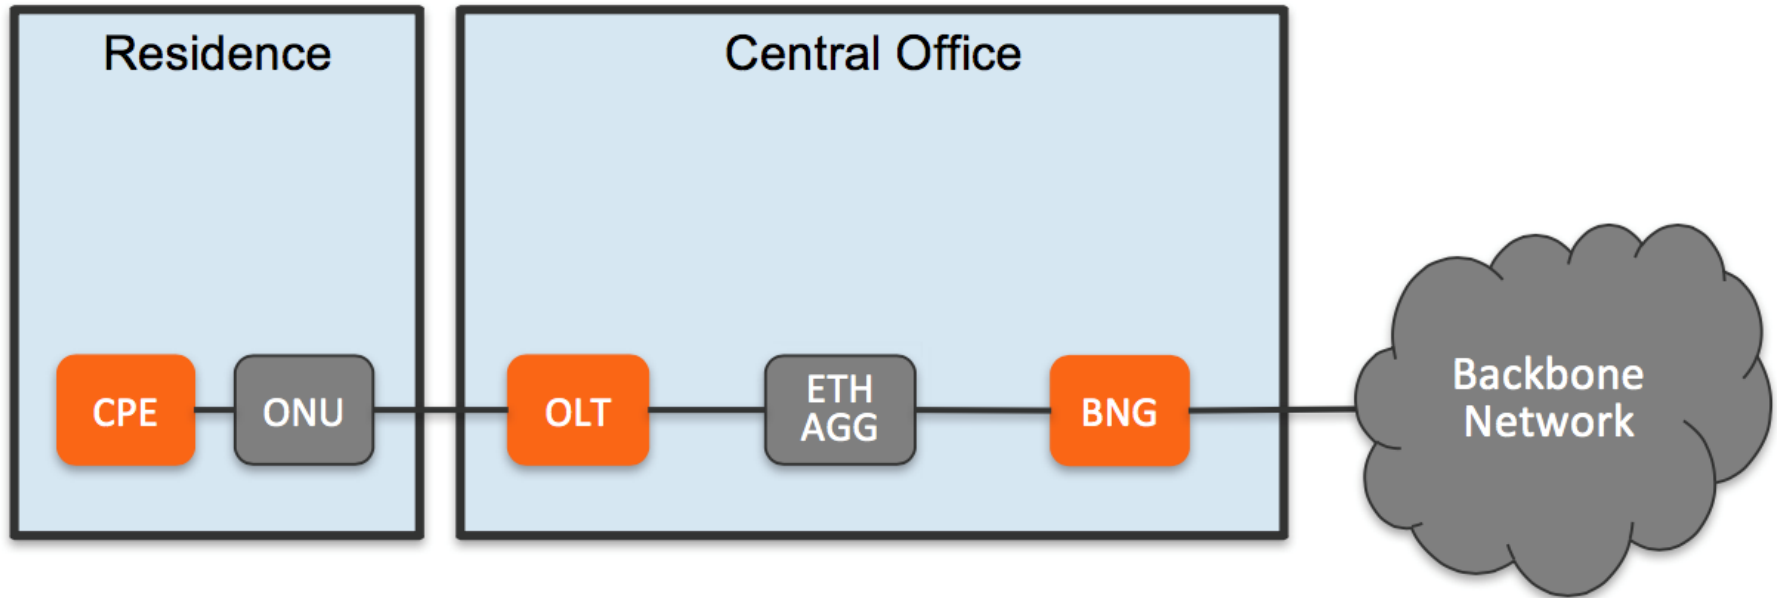 Residence
Central Office
CPE
ONU
OLT
ETH
AGG
BNG
Backbone
Network